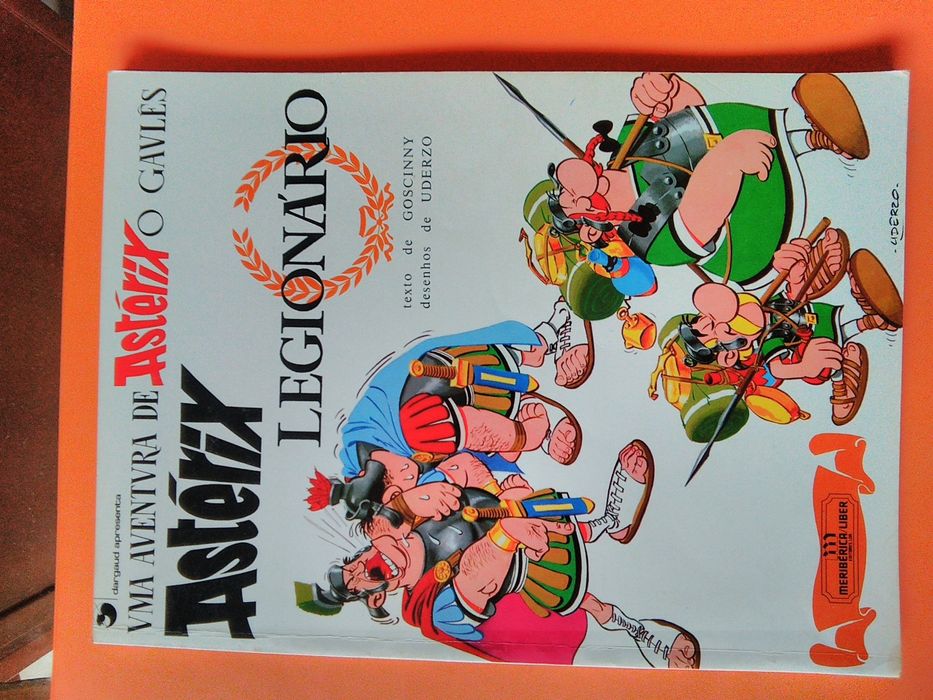 dargaud apresenta
VMA AVENTVRA DE Astérix O GAVLÊS
Astérix
LEGIONÁRIO
texto de GOSCINNY
desenhos de UDERZO
-UDERZO-
MERIBÉRICA/LIBER